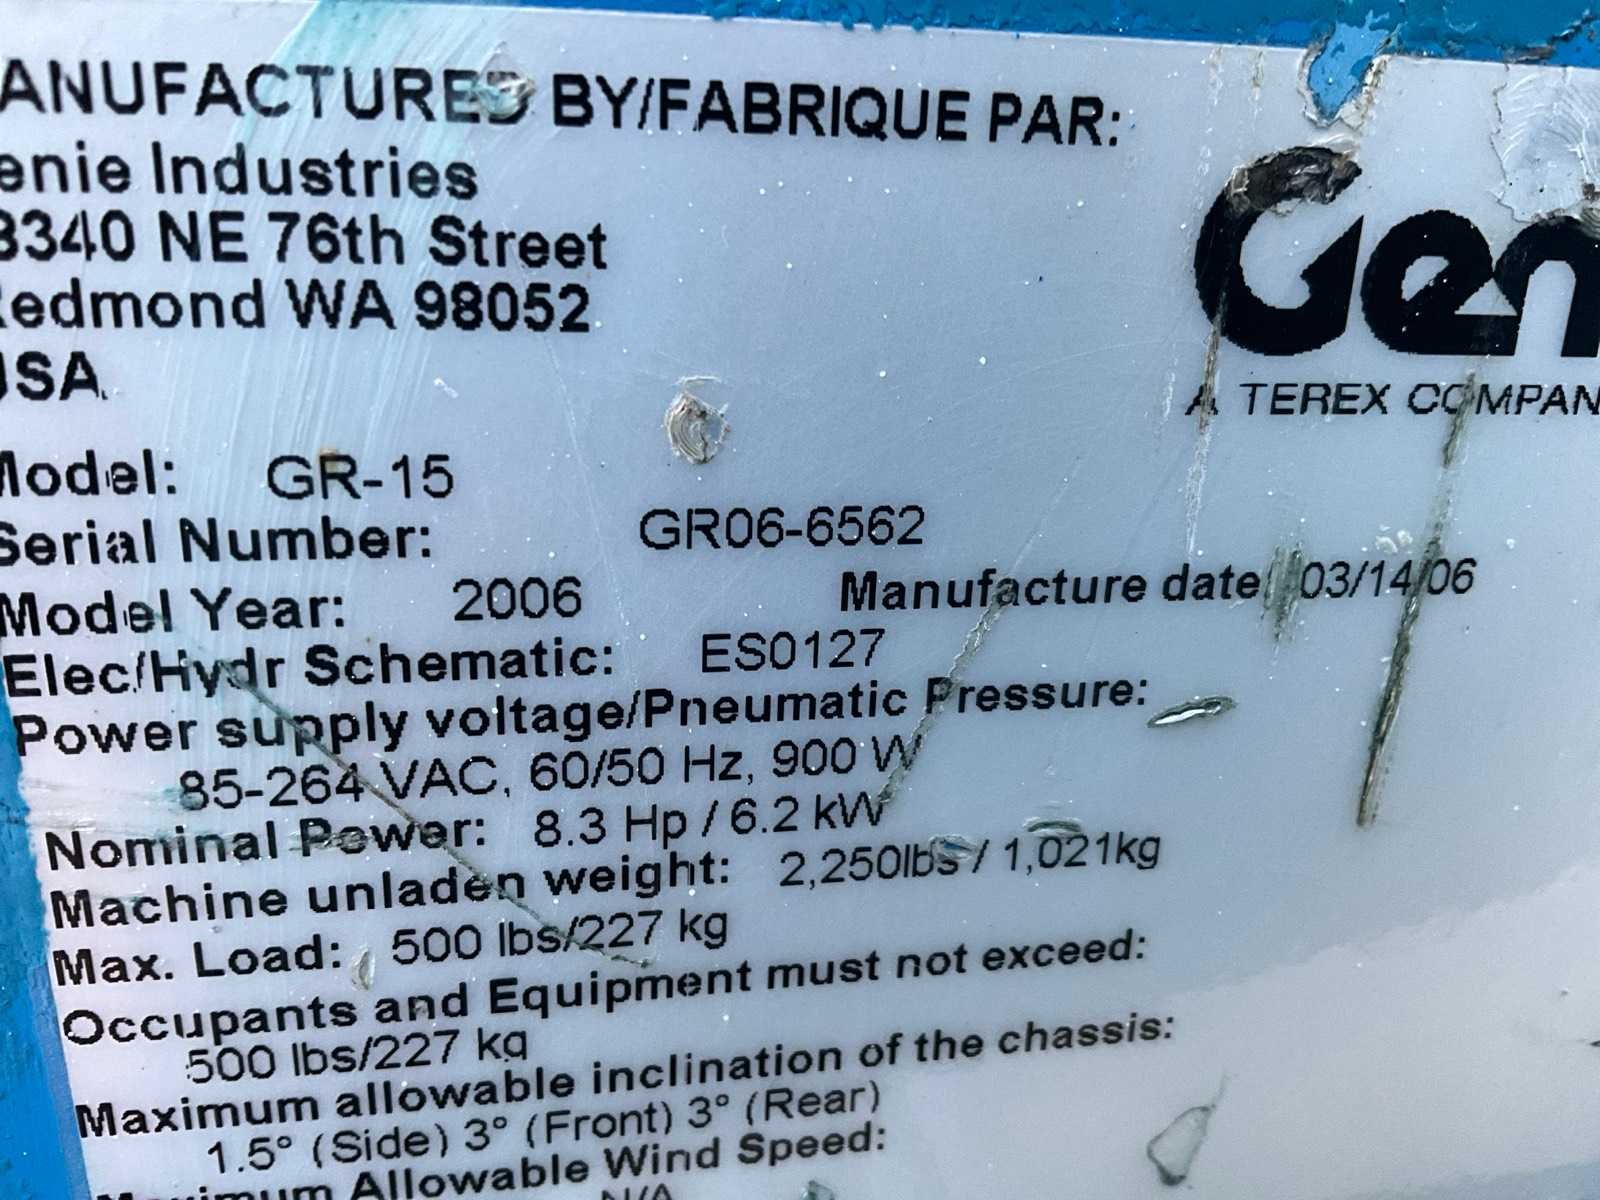 ANUFACTURED BY/FABRIQUE PAR:
enie Industries
8340 NE 76th Street
Redmond WA 98052
USA
Gen
A TEREX COMPAN
Model: GR-15
Serial Number: GR06-6562
Model Year: 2006 Manufacture date 03/14/06
Elec/Hydr Schematic: ES0127
Power supply voltage/Pneumatic Pressure:
85-264 VAC, 60/50 Hz, 900 W
Nominal Power: 8.3 Hp / 6.2 kW
Machine unladen weight: 2,250lbs / 1,021kg
Max. Load: 500 lbs/227 kg
Occupants and Equipment must not exceed:
500 lbs/227 kg
Maximum allowable inclination of the chassis:
1.5° (Side) 3° (Front) 3° (Rear)
Maximum Allowable Wind Speed:
N/A